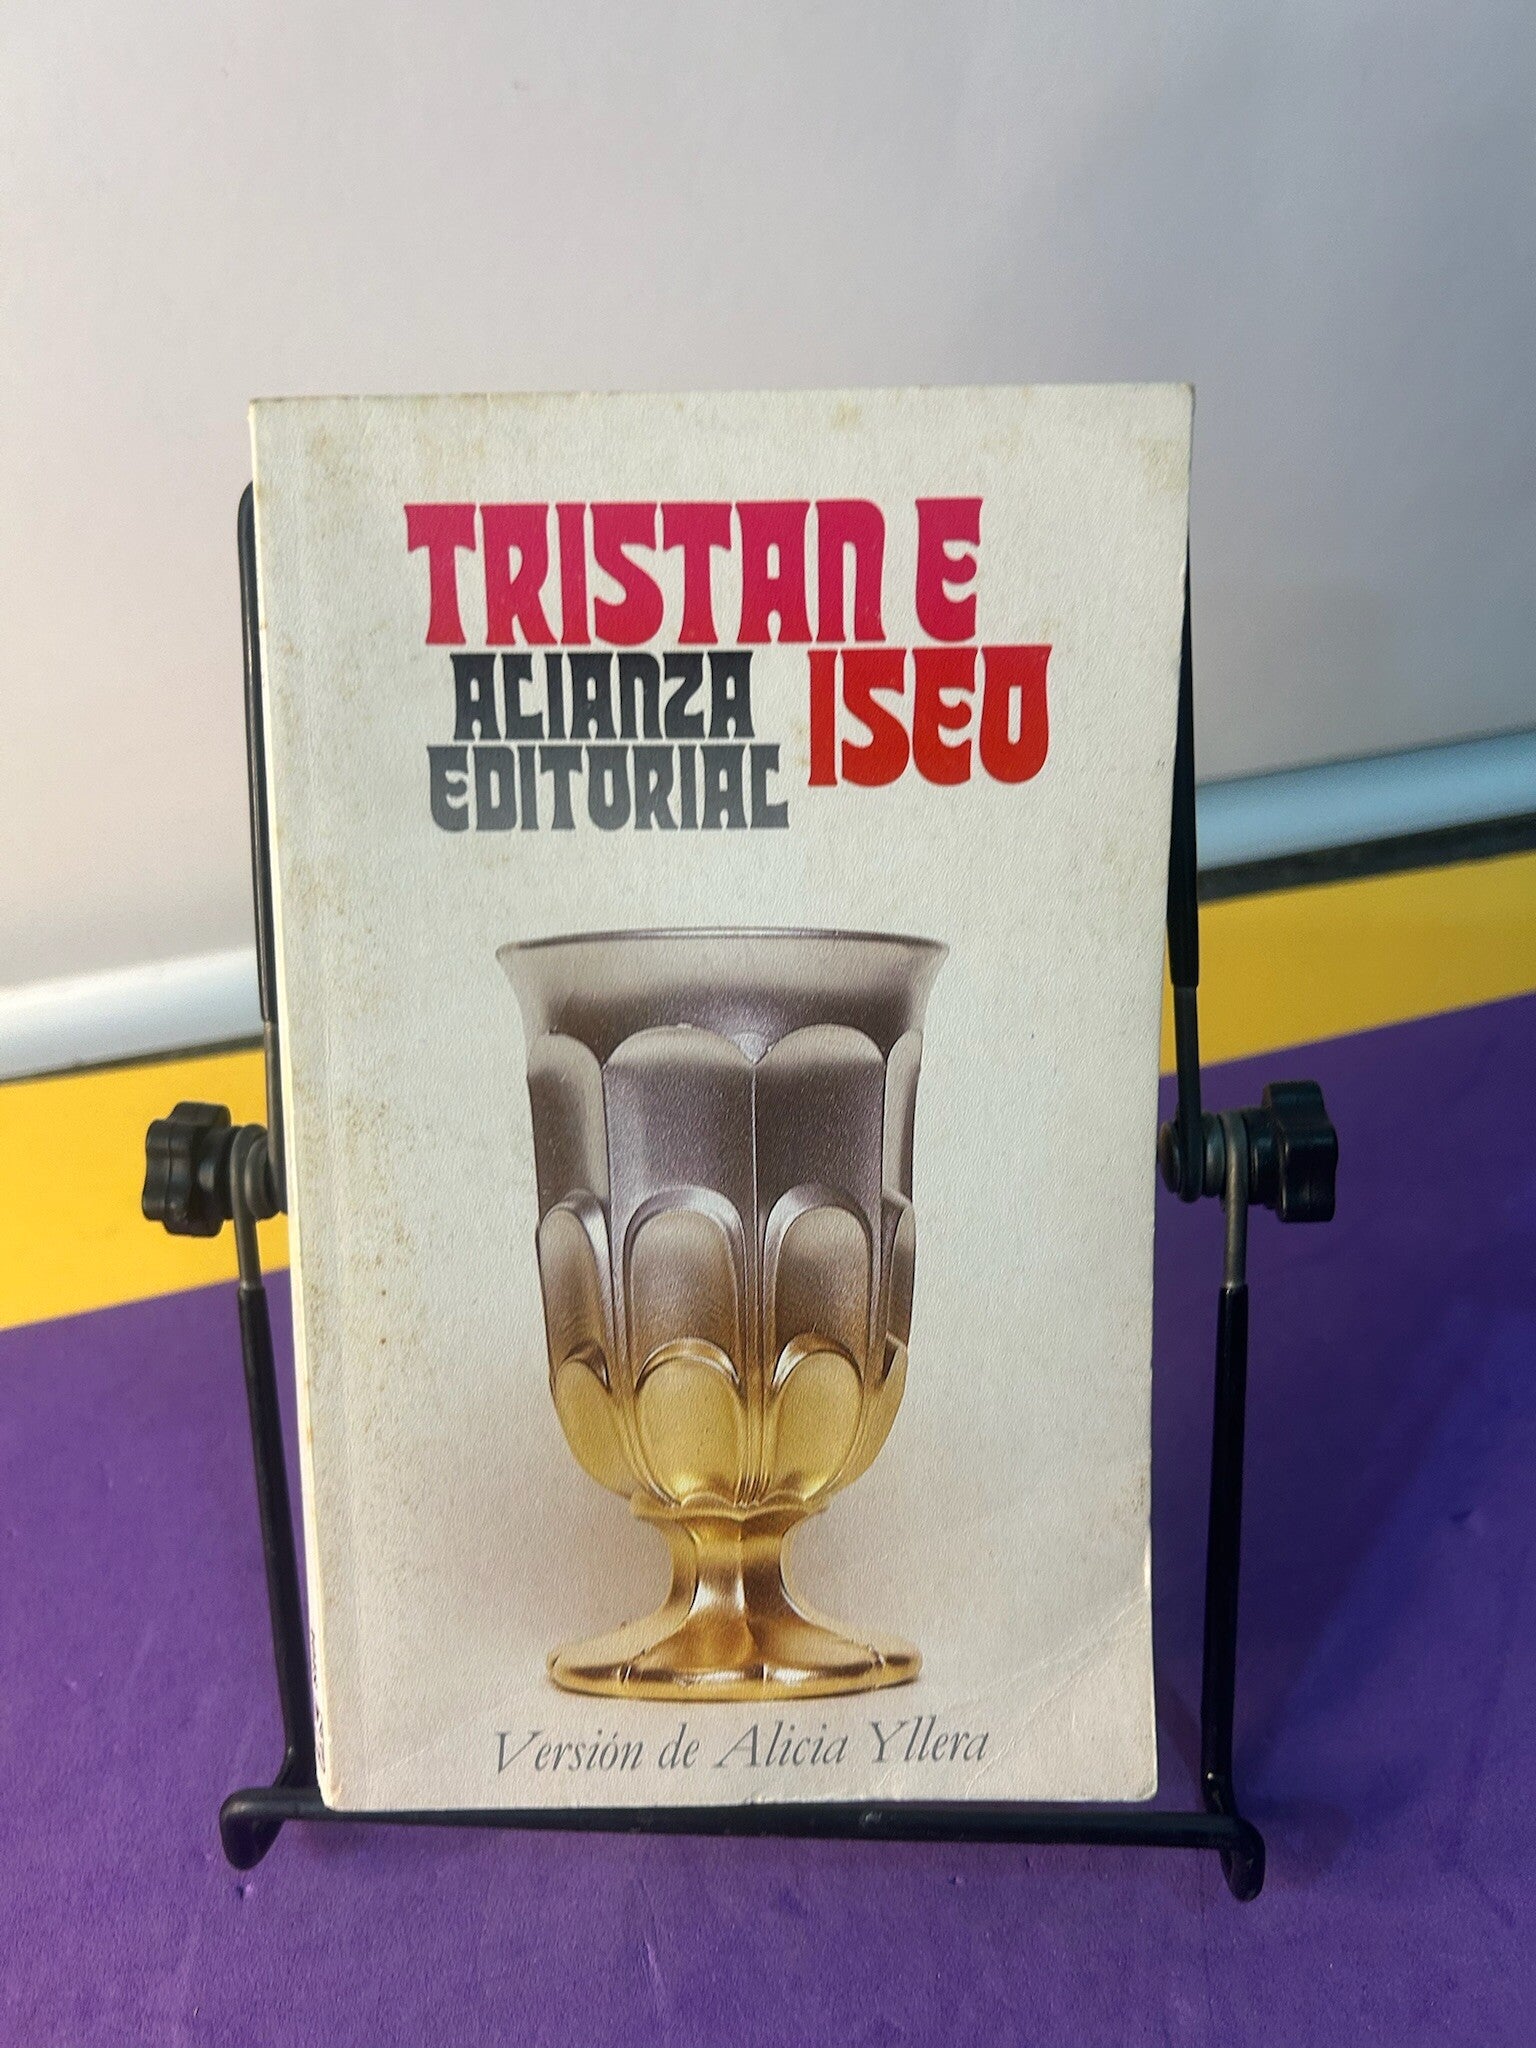 TRISTAN E
ISEO
ALIANZA
EDITORIAL
Versión de Alicia Yllera